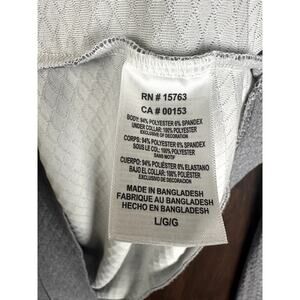 RN # 15763
CA # 00153
BODY: 94% POLYESTER 6% SPANDEX
UNDER COLLAR: 100% POLYESTER
EXCLUSIVE OF DECORATION
CORPS: 94% POLYESTER 6% SPANDEX
SOUS LE COL: 100% POLYESTER
SANS MOTIF
CUERPO: 94% POLIÉSTER 6% ELASTANO
BAJO EL COLLAR: 100% POLIÉSTER
EXCLUSIVO DE DECORACIÓN
MADE IN BANGLADESH
FABRIQUE AU BANGLADESH
HECHO EN BANGLADESH
L/G/G